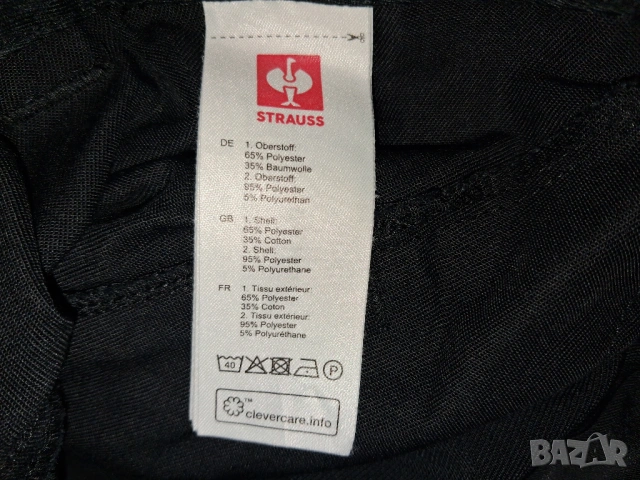 STRAUSS
DE 1. Oberstoff:
65% Polyester
35% Baumwolle
2. Oberstoff:
95% Polyester
5% Polyurethan
GB 1. Shell:
65% Polyester
35% Cotton
2. Shell:
95% Polyester
5% Polyurethane
FR 1. Tissu extérieur:
65% Polyester
35% Coton
2. Tissu extérieur:
95% Polyester
5% Polyuréthane
40 P
™ clevercare.info
BAZAR.bg